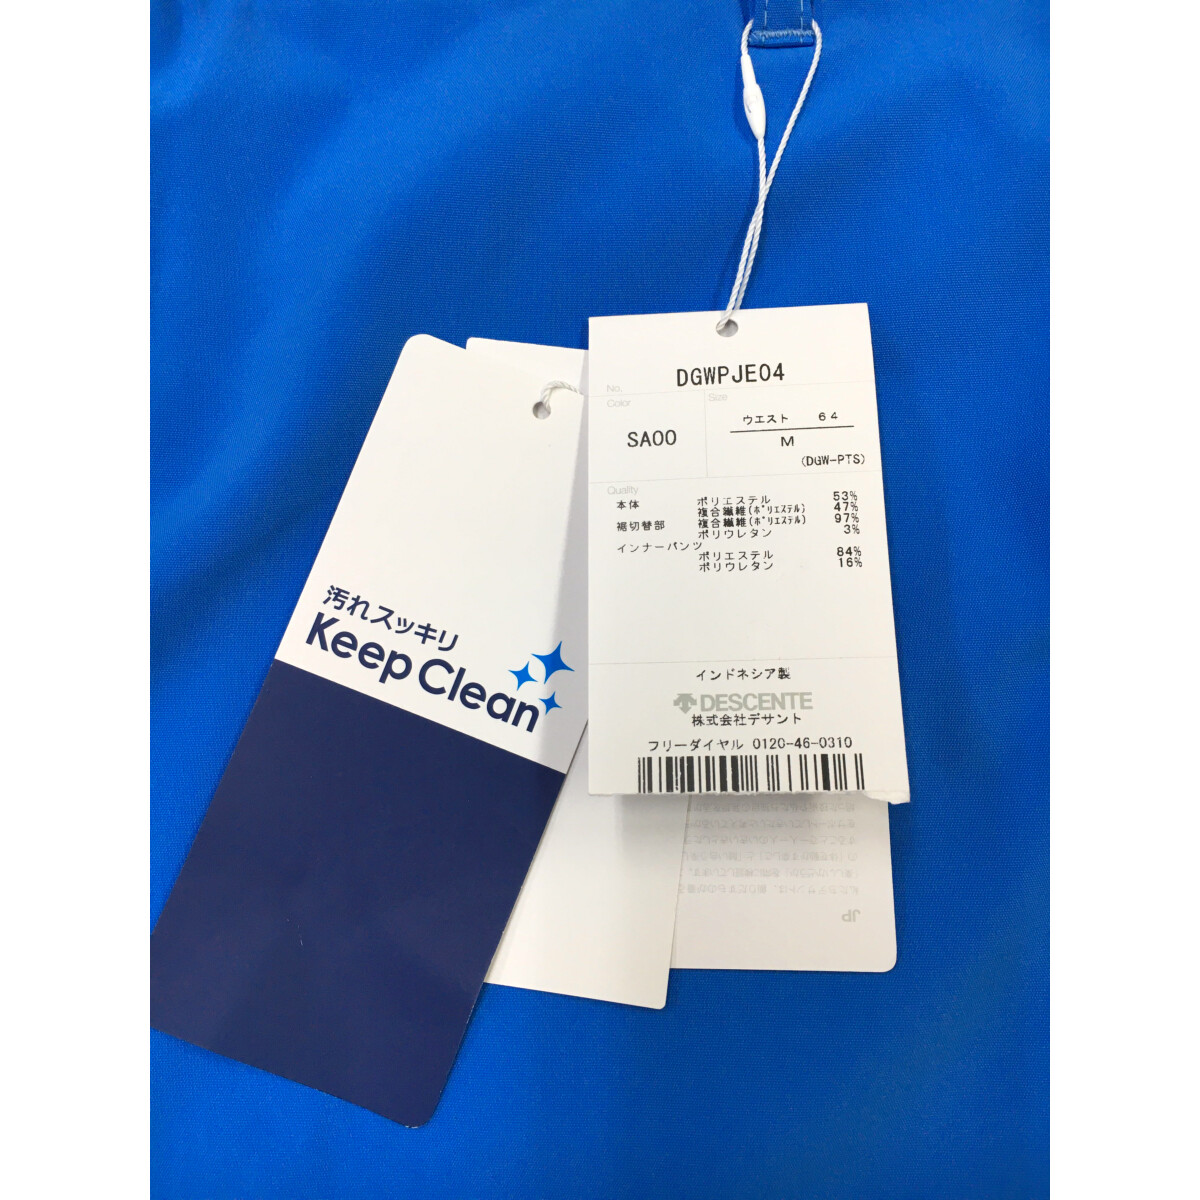 No. DGWPJE04
Color
Size
SA00
ウエスト 64
M
(DGW-PTS)
Quality
本体 ポリエステル 53%
複合繊維(ポリエステル) 47%
裾切替部 複合繊維(ポリエステル) 97%
ポリウレタン 3%
インナーパンツ
ポリエステル 84%
ポリウレタン 16%
インドネシア製
DESCENTE
株式会社デサント
フリーダイヤル 0120-46-0310
汚れスッキリ
Keep Clean
JP